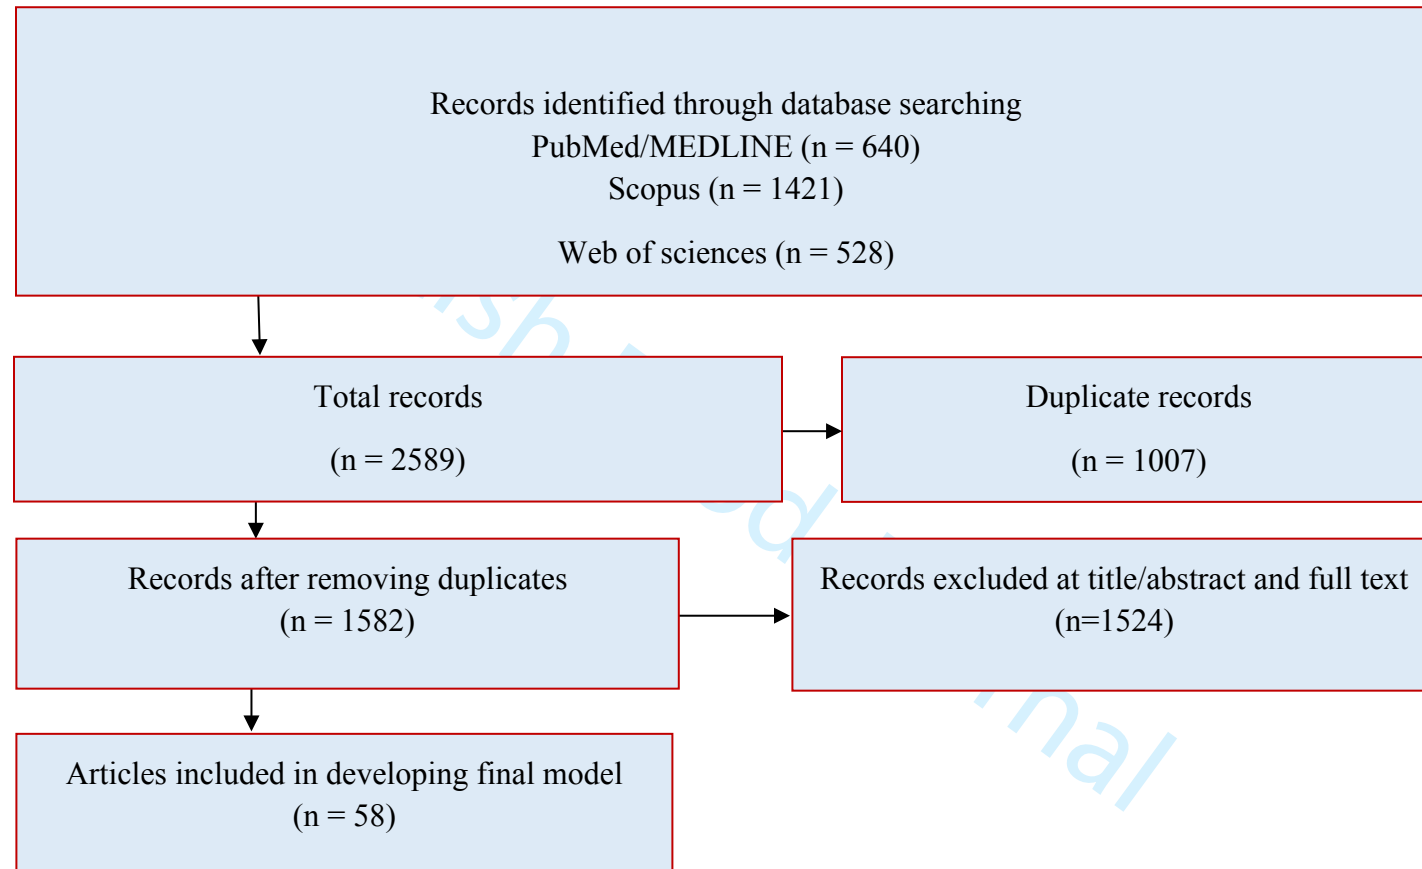 Records identified through database searching
PubMed/MEDLINE (n = 640)
Scopus (n = 1421)
Web of sciences (n = 528)
Total records
(n = 2589)
Duplicate records
(n = 1007)
Records after removing duplicates
(n = 1582)
Records excluded at title/abstract and full text
(n=1524)
Articles included in developing final model
(n = 58)